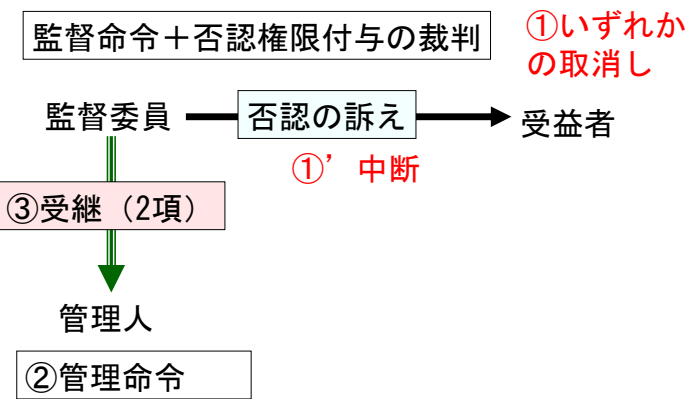 監督命令＋否認権限付与の裁判
①いずれか
の取消し
監督委員
否認の訴え
受益者
①’中断
③受継（2項）
管理人
②管理命令